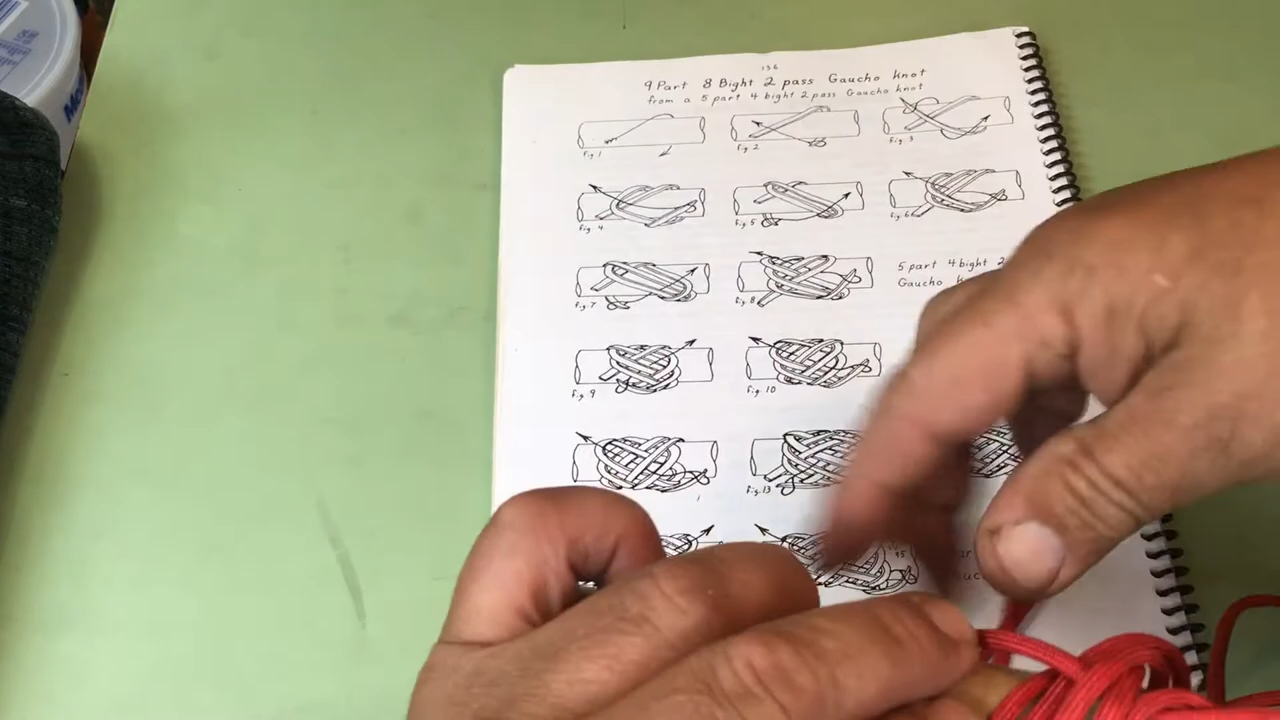 136
9 Part 8 Bight 2 pass Gaucho knot
from a 5 part 4 bight 2 pass Gaucho knot
fig. 1
fig. 2
fig. 3
fig. 4
fig. 5
fig. 6
5 part 4 bight 2
Gaucho
fig. 7
fig. 8
fig. 9
fig. 10
fig. 13